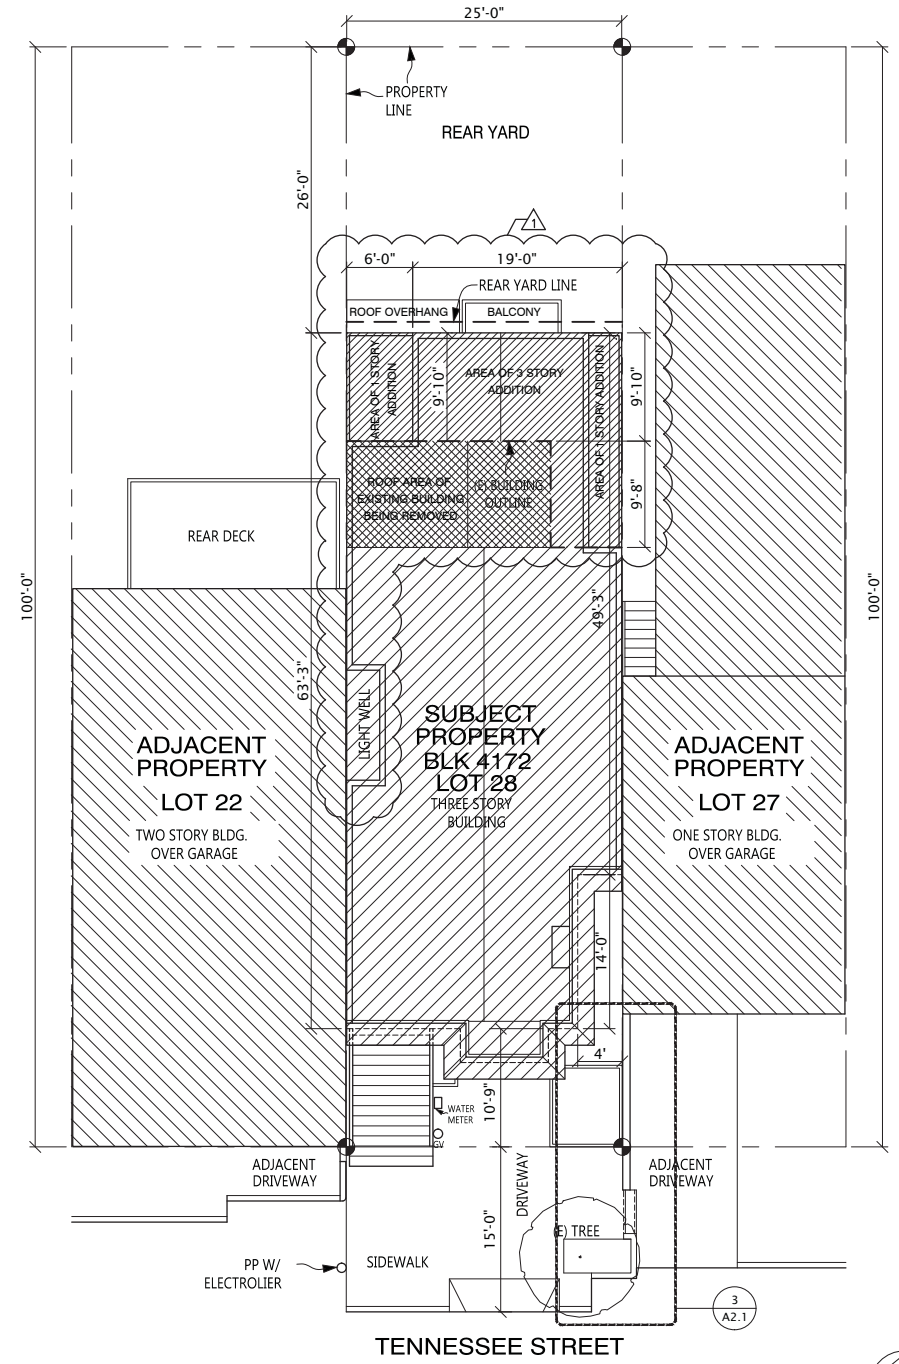 25'-0"
PROPERTY
LINE
REAR YARD
26'-0"
1
6'-0"
19'-0"
REAR YARD LINE
ROOF OVERHANG
BALCONY
AREA OF 1 STORY
ADDITION
9'-10"
AREA OF 3 STORY
ADDITION
AREA OF 1 STORY ADDITION
9'-10"
ROOF AREA OF
EXISTING BUILDING
BEING REMOVED
(E) BUILDING
OUTLINE
9'-8"
REAR DECK
100'-0"
100'-0"
49'-3"
63'-3"
LIGHT WELL
SUBJECT
PROPERTY
BLK 4172
LOT 28
THREE STORY
BUILDING
ADJACENT
PROPERTY
LOT 22
TWO STORY BLDG.
OVER GARAGE
ADJACENT
PROPERTY
LOT 27
ONE STORY BLDG.
OVER GARAGE
14'-0"
4'
10'-9"
WATER
METER
GV
ADJACENT
DRIVEWAY
DRIVEWAY
ADJACENT
DRIVEWAY
15'-0"
(E) TREE
SIDEWALK
PP W/
ELECTROLIER
3
A2.1
TENNESSEE STREET